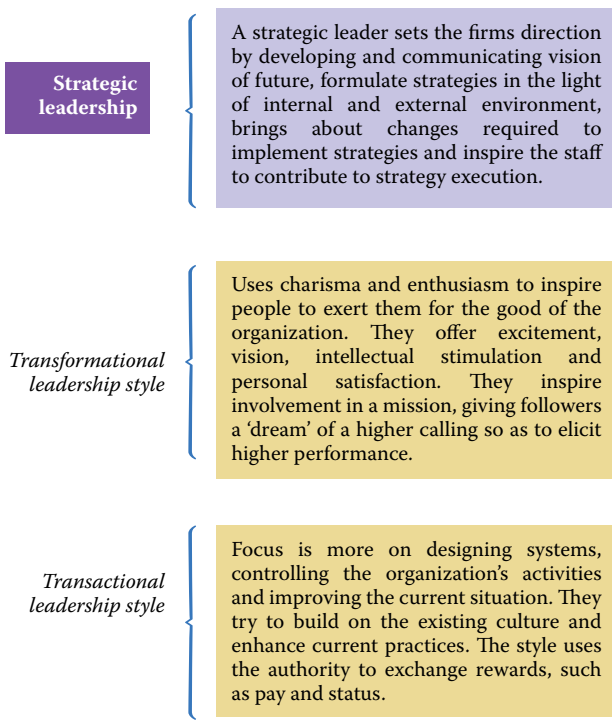 Strategic
leadership
A strategic leader sets the firms direction
by developing and communicating vision
of future, formulate strategies in the light
of internal and external environment,
brings about changes required to
implement strategies and inspire the staff
to contribute to strategy execution.
Transformational
leadership style
Uses charisma and enthusiasm to inspire
people to exert them for the good of the
organization. They offer excitement,
vision, intellectual stimulation and
personal satisfaction. They inspire
involvement in a mission, giving followers
a ‘dream’ of a higher calling so as to elicit
higher performance.
Transactional
leadership style
Focus is more on designing systems,
controlling the organization’s activities
and improving the current situation. They
try to build on the existing culture and
enhance current practices. The style uses
the authority to exchange rewards, such
as pay and status.